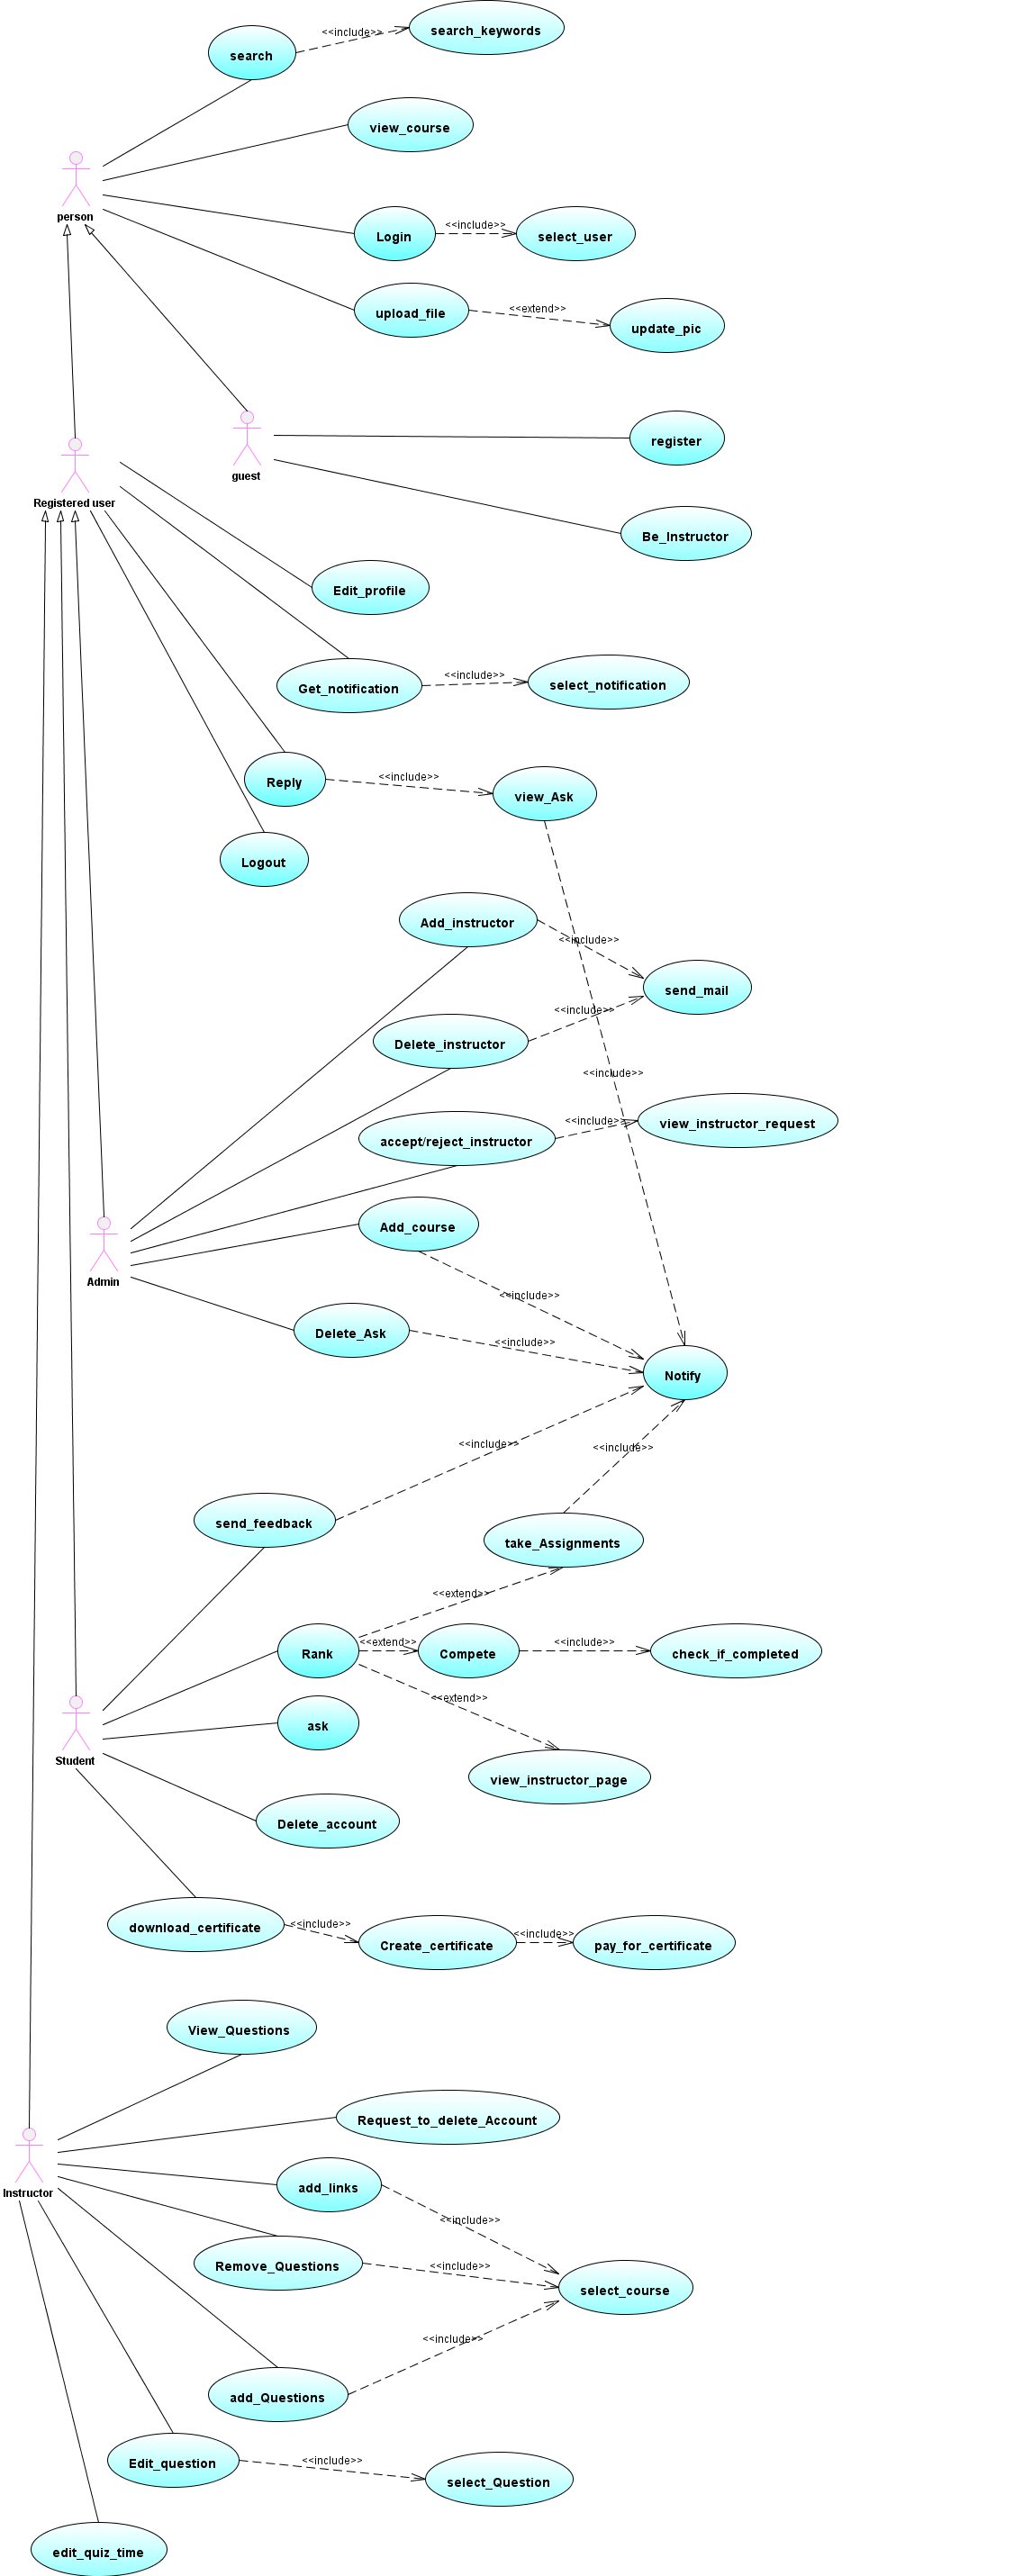 <<include>>
search_keywords
search
view_course
person
<<include>>
Login
select_user
<<extend>>
upload_file
update_pic
register
guest
Registered user
Be_Instructor
Edit_profile
<<include>>
Get_notification
select_notification
<<include>>
Reply
view_Ask
Logout
Add_instructor
<<include>>
send_mail
<<include>>
Delete_instructor
<<include>>
<<include>>
view_instructor_request
accept/reject_instructor
Add_course
Admin
<<include>>
Delete_Ask
<<include>>
Notify
<<include>>
<<include>>
send_feedback
take_Assignments
<<extend>>
Rank
<<extend>>
Compete
<<include>>
check_if_completed
<<extend>>
ask
Student
view_instructor_page
Delete_account
download_certificate
<<include>>
Create_certificate
<<include>>
pay_for_certificate
View_Questions
Request_to_delete_Account
Instructor
add_links
<<include>>
Remove_Questions
<<include>>
select_course
<<include>>
add_Questions
Edit_question
<<include>>
select_Question
edit_quiz_time